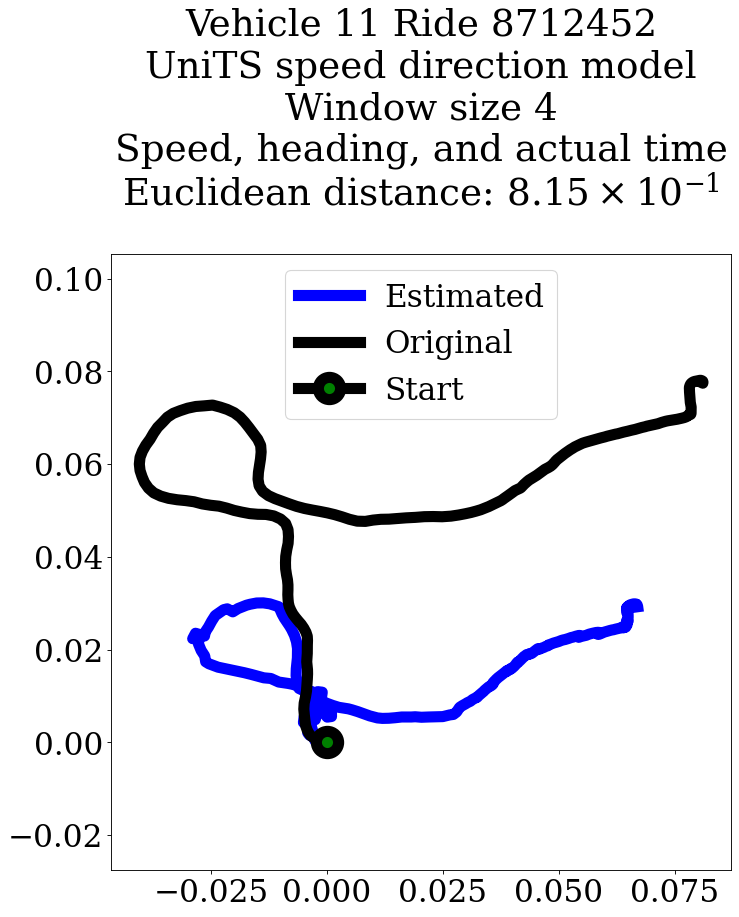 Vehicle 11 Ride 8712452
UniTS speed direction model
Window size 4
Speed, heading, and actual time
Euclidean distance: 8.15 × 10⁻¹
0.10
0.08
0.06
0.04
0.02
0.00
−0.02
Estimated
Original
Start
−0.025 0.000 0.025 0.050 0.075